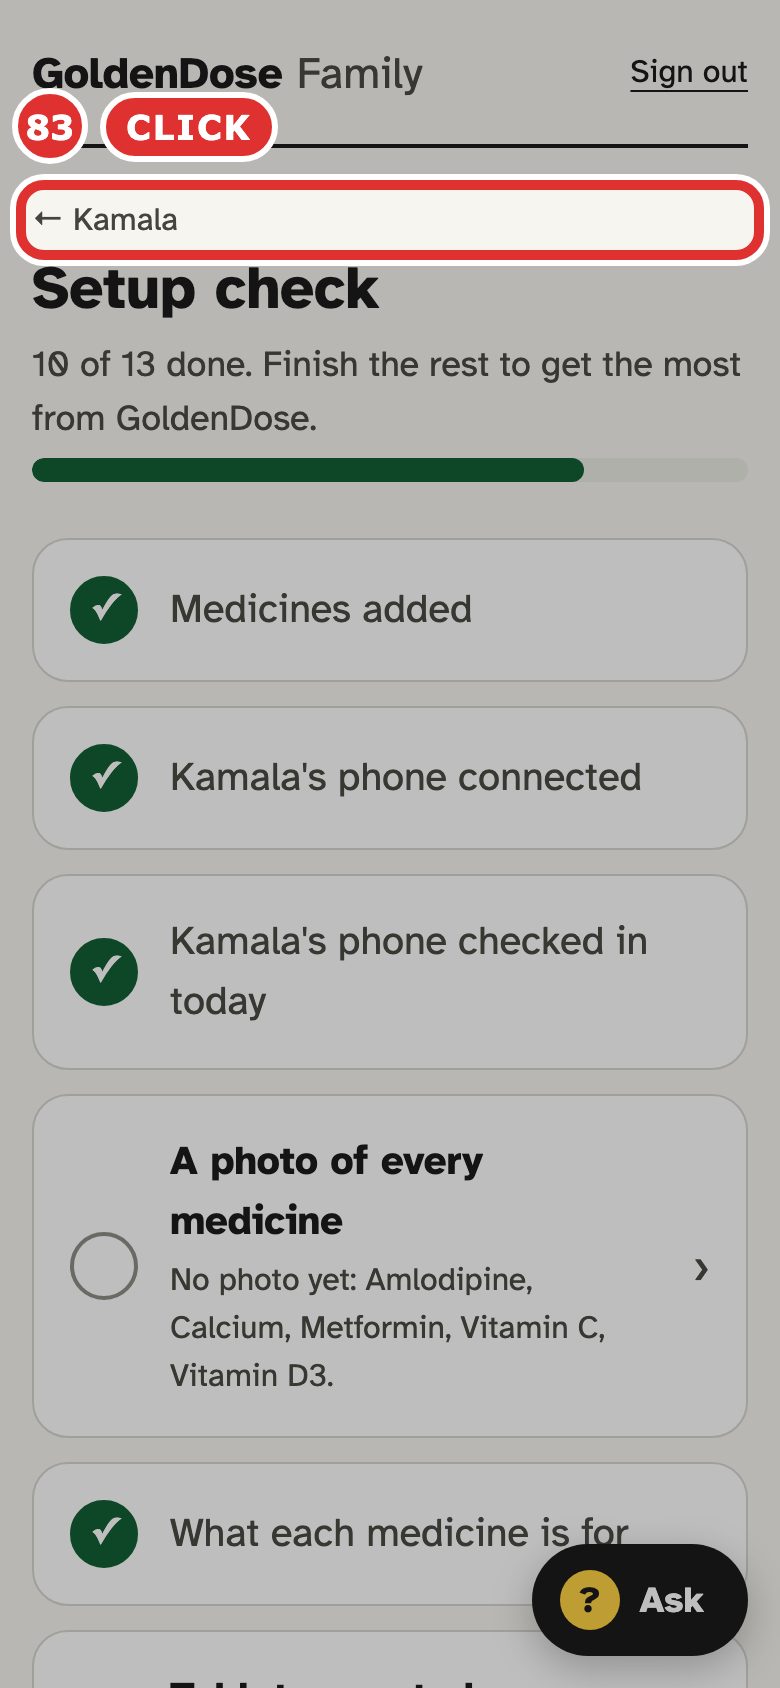 GoldenDose Family
Sign out
83 CLICK
← Kamala
Setup check
10 of 13 done. Finish the rest to get the most
from GoldenDose.
✓ Medicines added
✓ Kamala's phone connected
✓ Kamala's phone checked in
today
A photo of every
medicine
No photo yet: Amlodipine,
Calcium, Metformin, Vitamin C,
Vitamin D3.
›
✓ What each medicine is for
? Ask